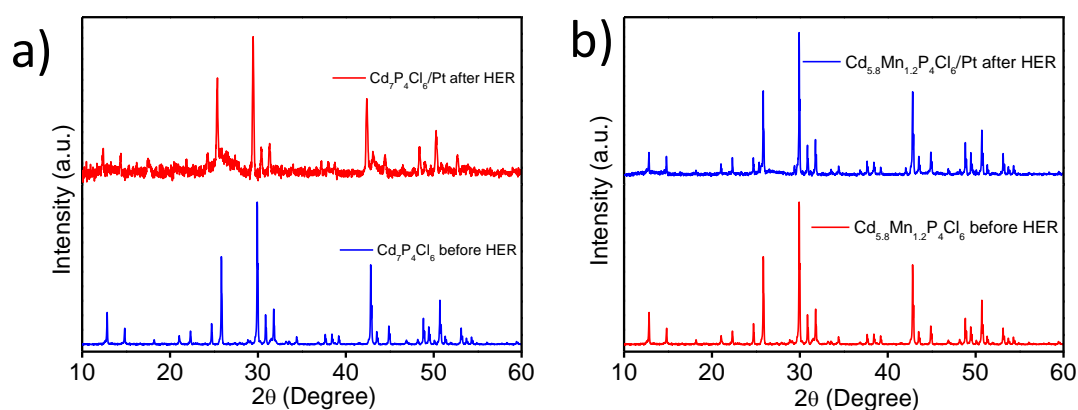 a)
Intensity (a.u.)
Cd₇P₄Cl₆/Pt after HER
Cd₇P₄Cl₆ before HER
10 20 30 40 50 60
2θ (Degree)
b)
Intensity (a.u.)
Cd₅.₈Mn₁.₂P₄Cl₆/Pt after HER
Cd₅.₈Mn₁.₂P₄Cl₆ before HER
10 20 30 40 50 60
2θ (Degree)